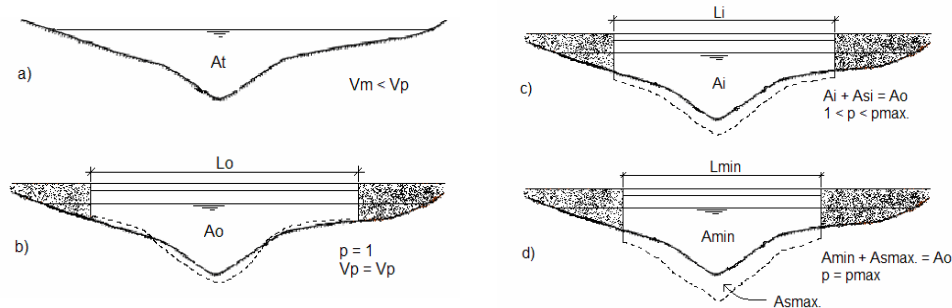 At
a)
Vm < Vp
Lo
Ao
b)
p = 1
Vp = Vp
Li
Ai
c)
Ai + Asi = Ao
1 < p < pmax.
Lmin
Amin
d)
Amin + Asmax. = Ao
p = pmax
Asmax.